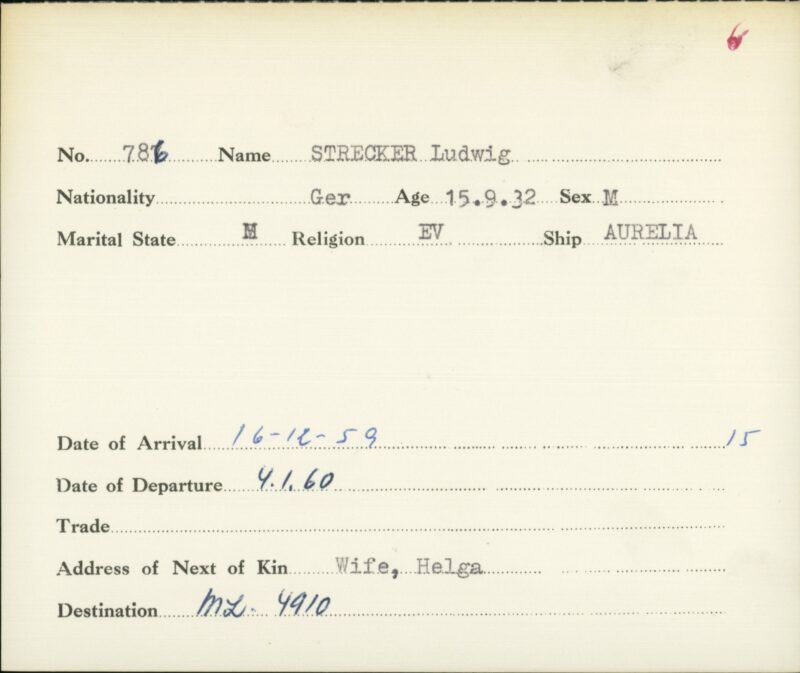 6
No. 786 Name STRECKER Ludwig
Nationality Ger Age 15.9.32 Sex M
Marital State M Religion EV Ship AURELIA
Date of Arrival 16-12-59 15
Date of Departure 4.1.60
Trade
Address of Next of Kin Wife, Helga
Destination ML. 4910